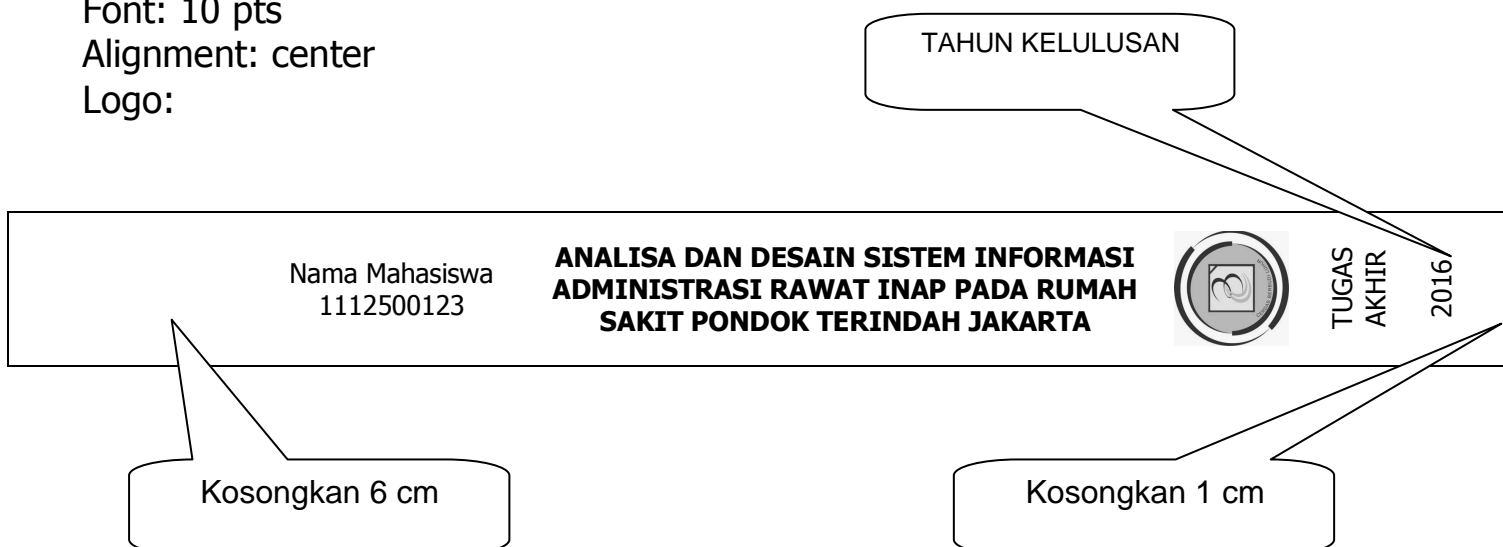 Font: 10 pts
Alignment: center
Logo:
TAHUN KELULUSAN
Nama Mahasiswa
1112500123
ANALISA DAN DESAIN SISTEM INFORMASI
ADMINISTRASI RAWAT INAP PADA RUMAH
SAKIT PONDOK TERINDAH JAKARTA
TUGAS
AKHIR
2016
Kosongkan 6 cm
Kosongkan 1 cm